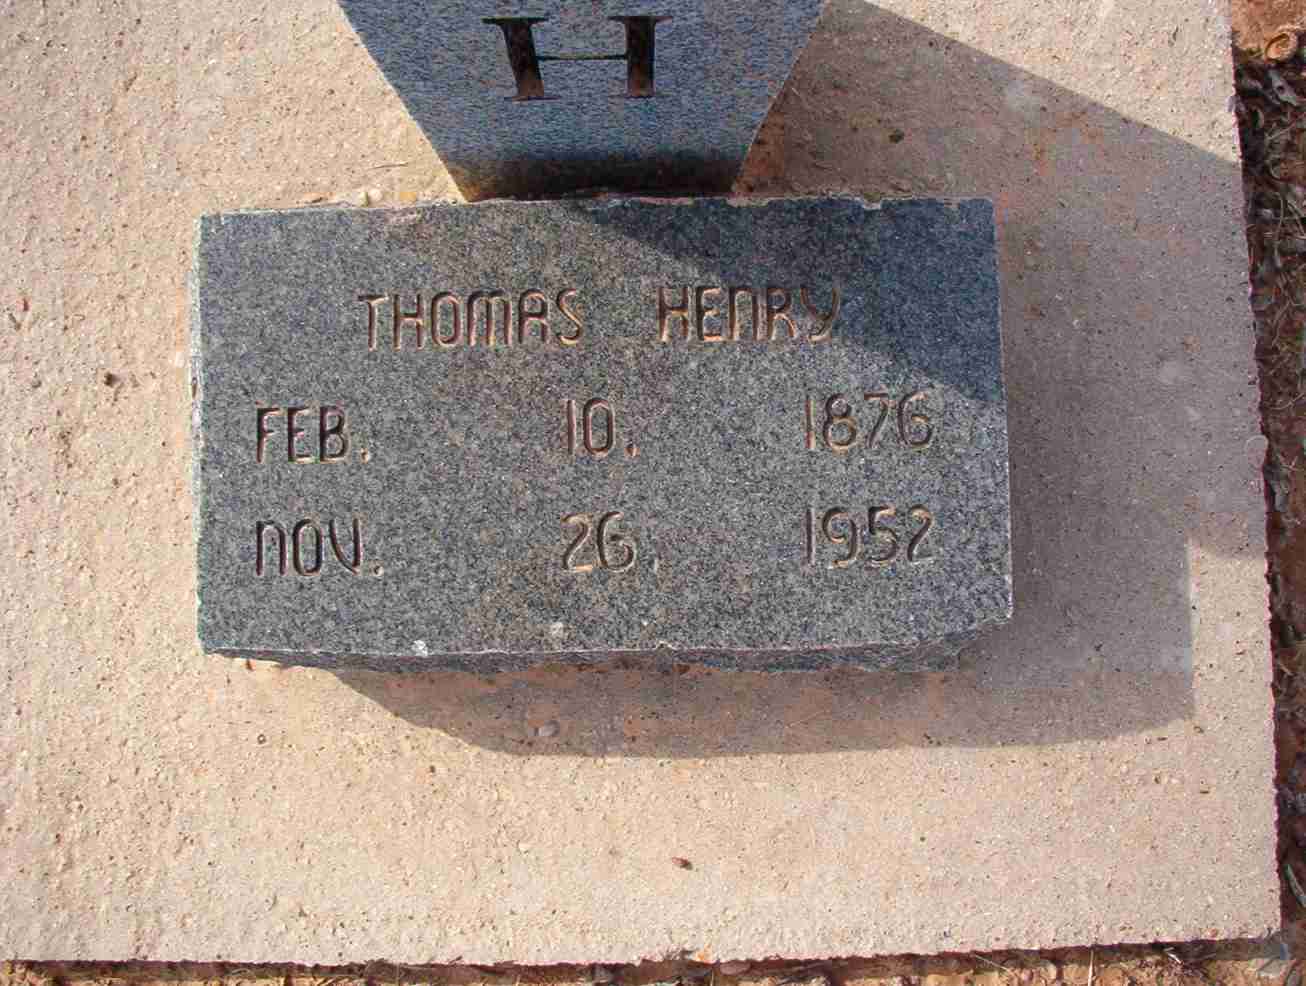 H
THOMAS HENRY
FEB. 10. 1876
NOV. 26. 1952